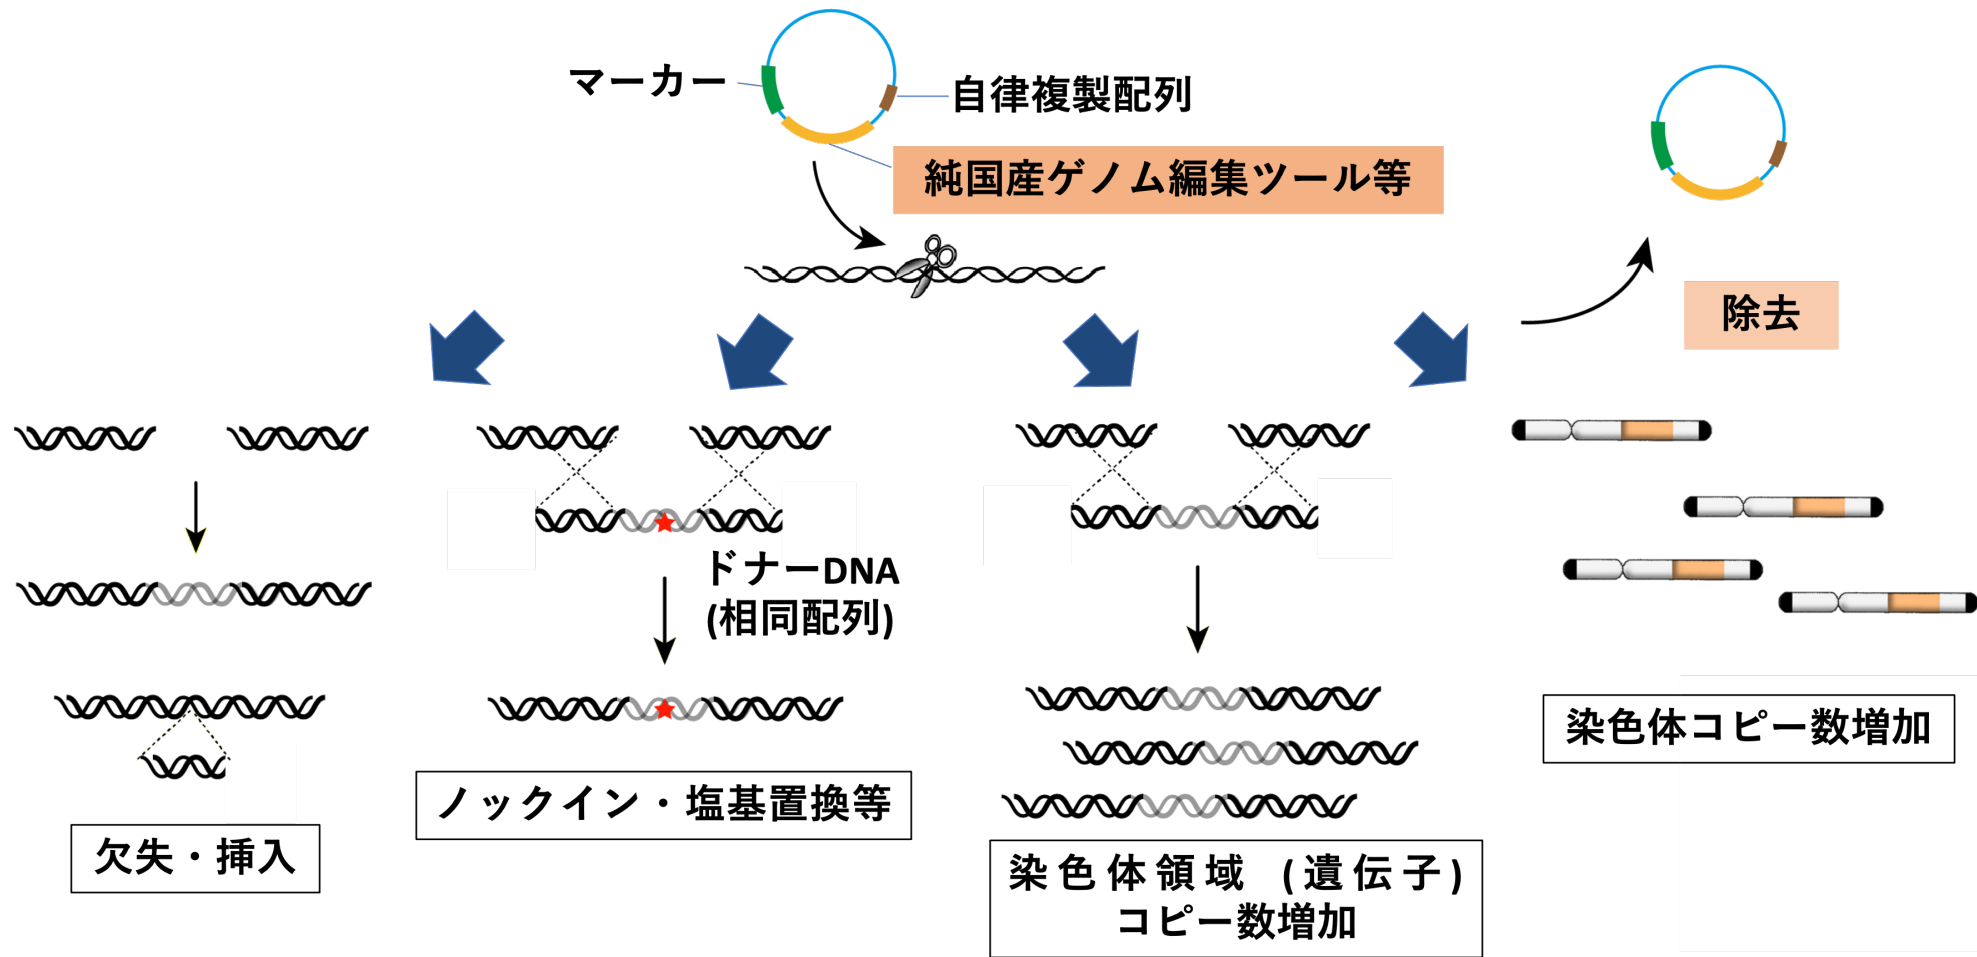 マーカー
自律複製配列
純国産ゲノム編集ツール等
除去
ドナーDNA
(相同配列)
欠失・挿入
ノックイン・塩基置換等
染色体領域 (遺伝子)
コピー数増加
染色体コピー数増加